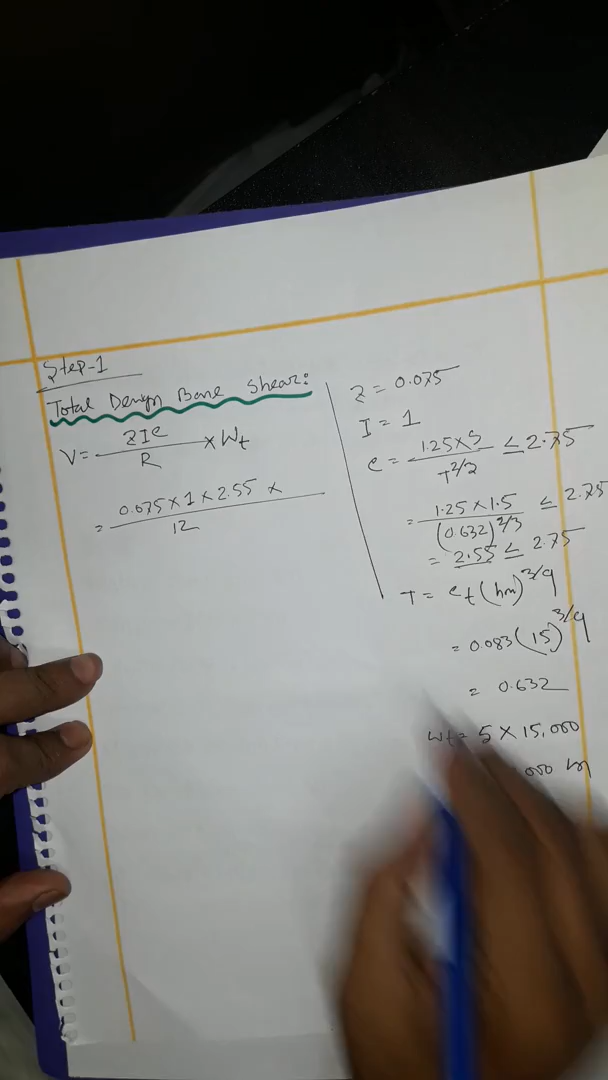 Step-1
Total Design Base Shear:
V = ZIC / R × Wt
= 0.075 × 1 × 2.55 × / 12
Z = 0.075
I = 1
C = 1.25×S / T^2/3 ≤ 2.75
= 1.25 × 1.5 / (0.632)^2/3 ≤ 2.75
= 2.55 ≤ 2.75
T = Ct (hn)^3/4
= 0.083 (15)^3/4
= 0.632
Wt = 5 × 15,000
000